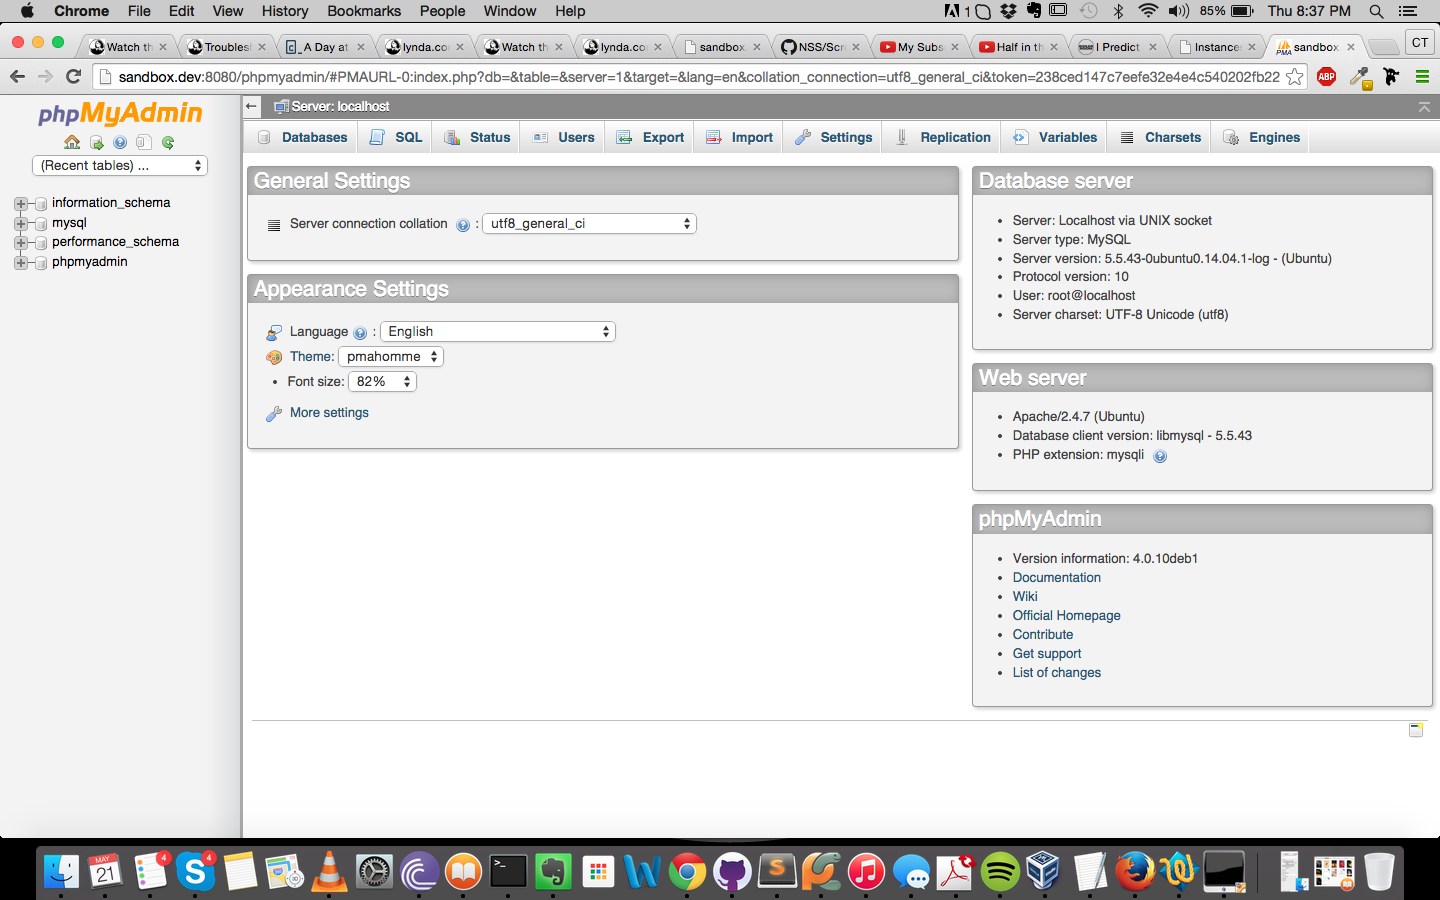 Chrome File Edit View History Bookmarks People Window Help 1 85% Thu 8:37 PM
Watch th Troublesl _ A Day at lynda.co Watch th lynda.co sandbox. NSS/Scr My Subs Half in th I Predict Instance sandbox. CT
sandbox.dev:8080/phpmyadmin/#PMAURL-0:index.php?db=&table=&server=1&target=&lang=en&collation_connection=utf8_general_ci&token=238ced147c7eefe32e4e4c540202fb22 ABP
phpMyAdmin
(Recent tables) ...
information_schema
mysql
performance_schema
phpmyadmin
Server: localhost
Databases SQL Status Users Export Import Settings Replication Variables Charsets Engines
General Settings
Server connection collation : utf8_general_ci
Appearance Settings
Language : English
Theme: pmahomme
• Font size: 82%
More settings
Database server
• Server: Localhost via UNIX socket
• Server type: MySQL
• Server version: 5.5.43-0ubuntu0.14.04.1-log - (Ubuntu)
• Protocol version: 10
• User: root@localhost
• Server charset: UTF-8 Unicode (utf8)
Web server
• Apache/2.4.7 (Ubuntu)
• Database client version: libmysql - 5.5.43
• PHP extension: mysqli
phpMyAdmin
• Version information: 4.0.10deb1
• Documentation
• Wiki
• Official Homepage
• Contribute
• Get support
• List of changes
MAY
21 4 4